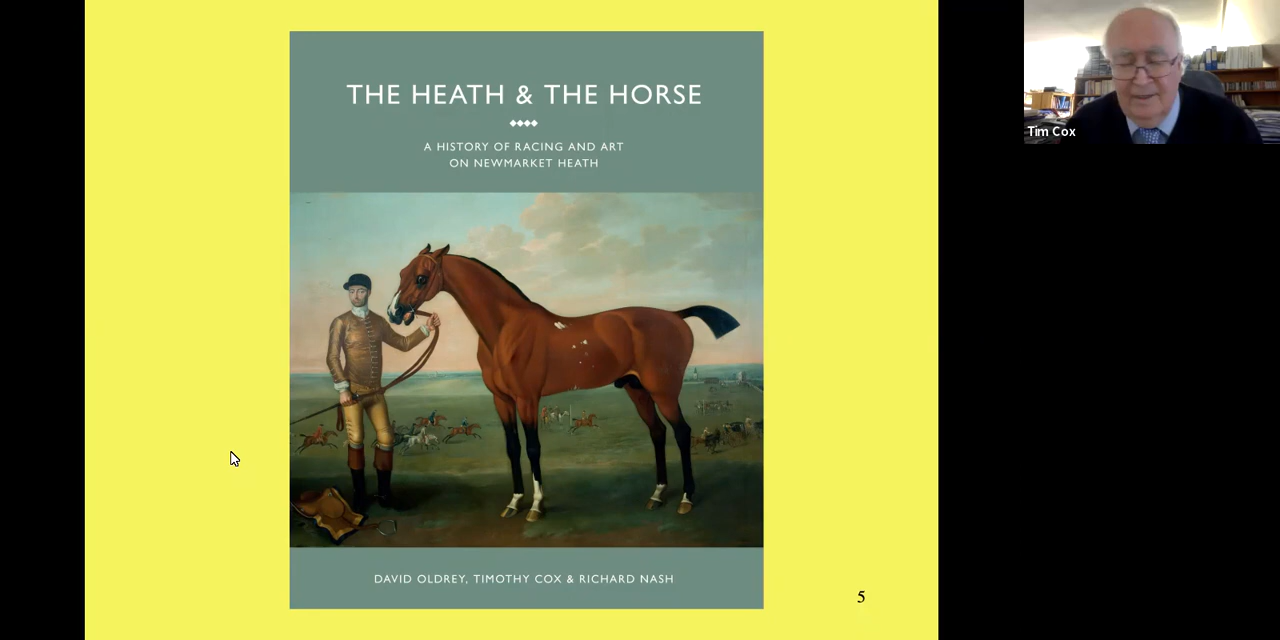 THE HEATH & THE HORSE
A HISTORY OF RACING AND ART
ON NEWMARKET HEATH
DAVID OLDREY, TIMOTHY COX & RICHARD NASH
5
Tim Cox